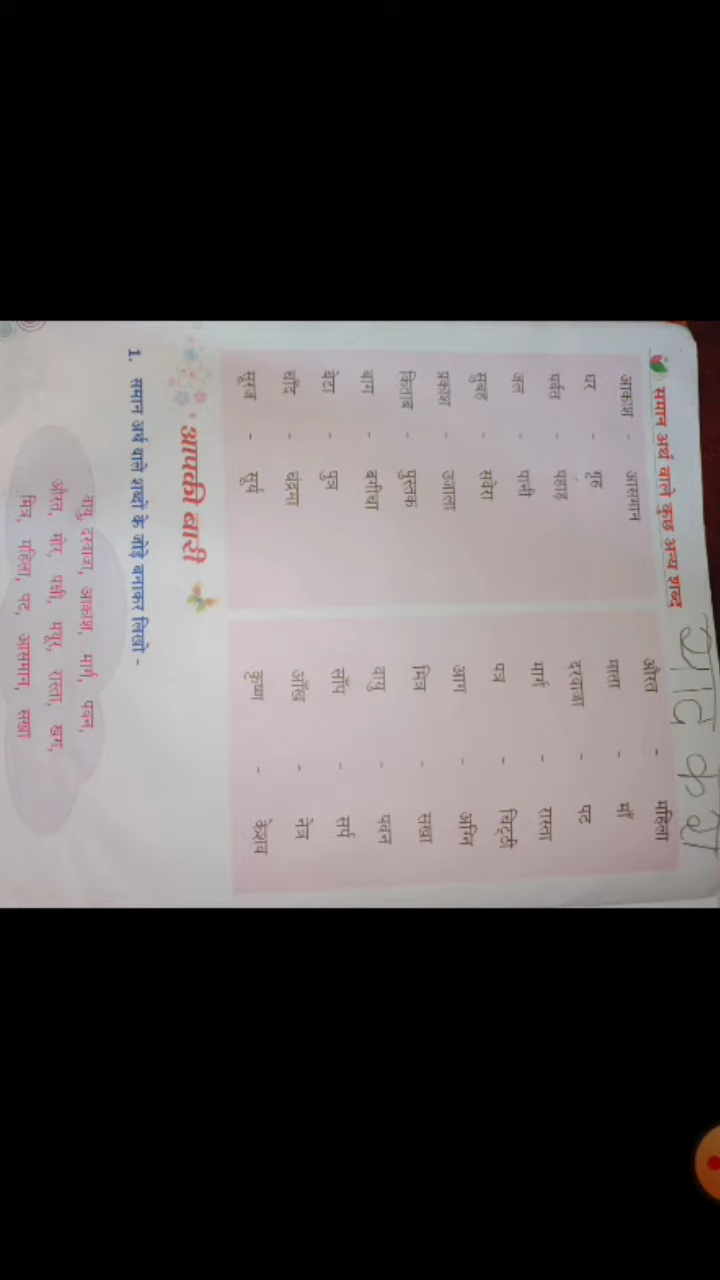 याद करो
समान अर्थ वाले कुछ अन्य शब्द
आकाश - आसमान औरत - महिला
घर - गृह माता - माँ
पर्वत - पहाड़ दरवाजा - पट
जल - पानी मार्ग - रास्ता
सुबह - सवेरा पत्र - चिट्ठी
प्रकाश - उजाला आग - अग्नि
किताब - पुस्तक मित्र - सखा
बाग - बगीचा वायु - पवन
बेटा - पुत्र साँप - सर्प
चाँद - चंद्रमा आँख - नेत्र
सूरज - सूर्य कृष्ण - केशव
आपकी बारी
1. समान अर्थ वाले शब्दों के जोड़े बनाकर लिखो -
वायु दरवाजा, आकाश, मार्ग, पवन,
औरत, मोर, पक्षी, मयूर, रास्ता, खग,
मित्र, महिला, पट, आसमान, सखा